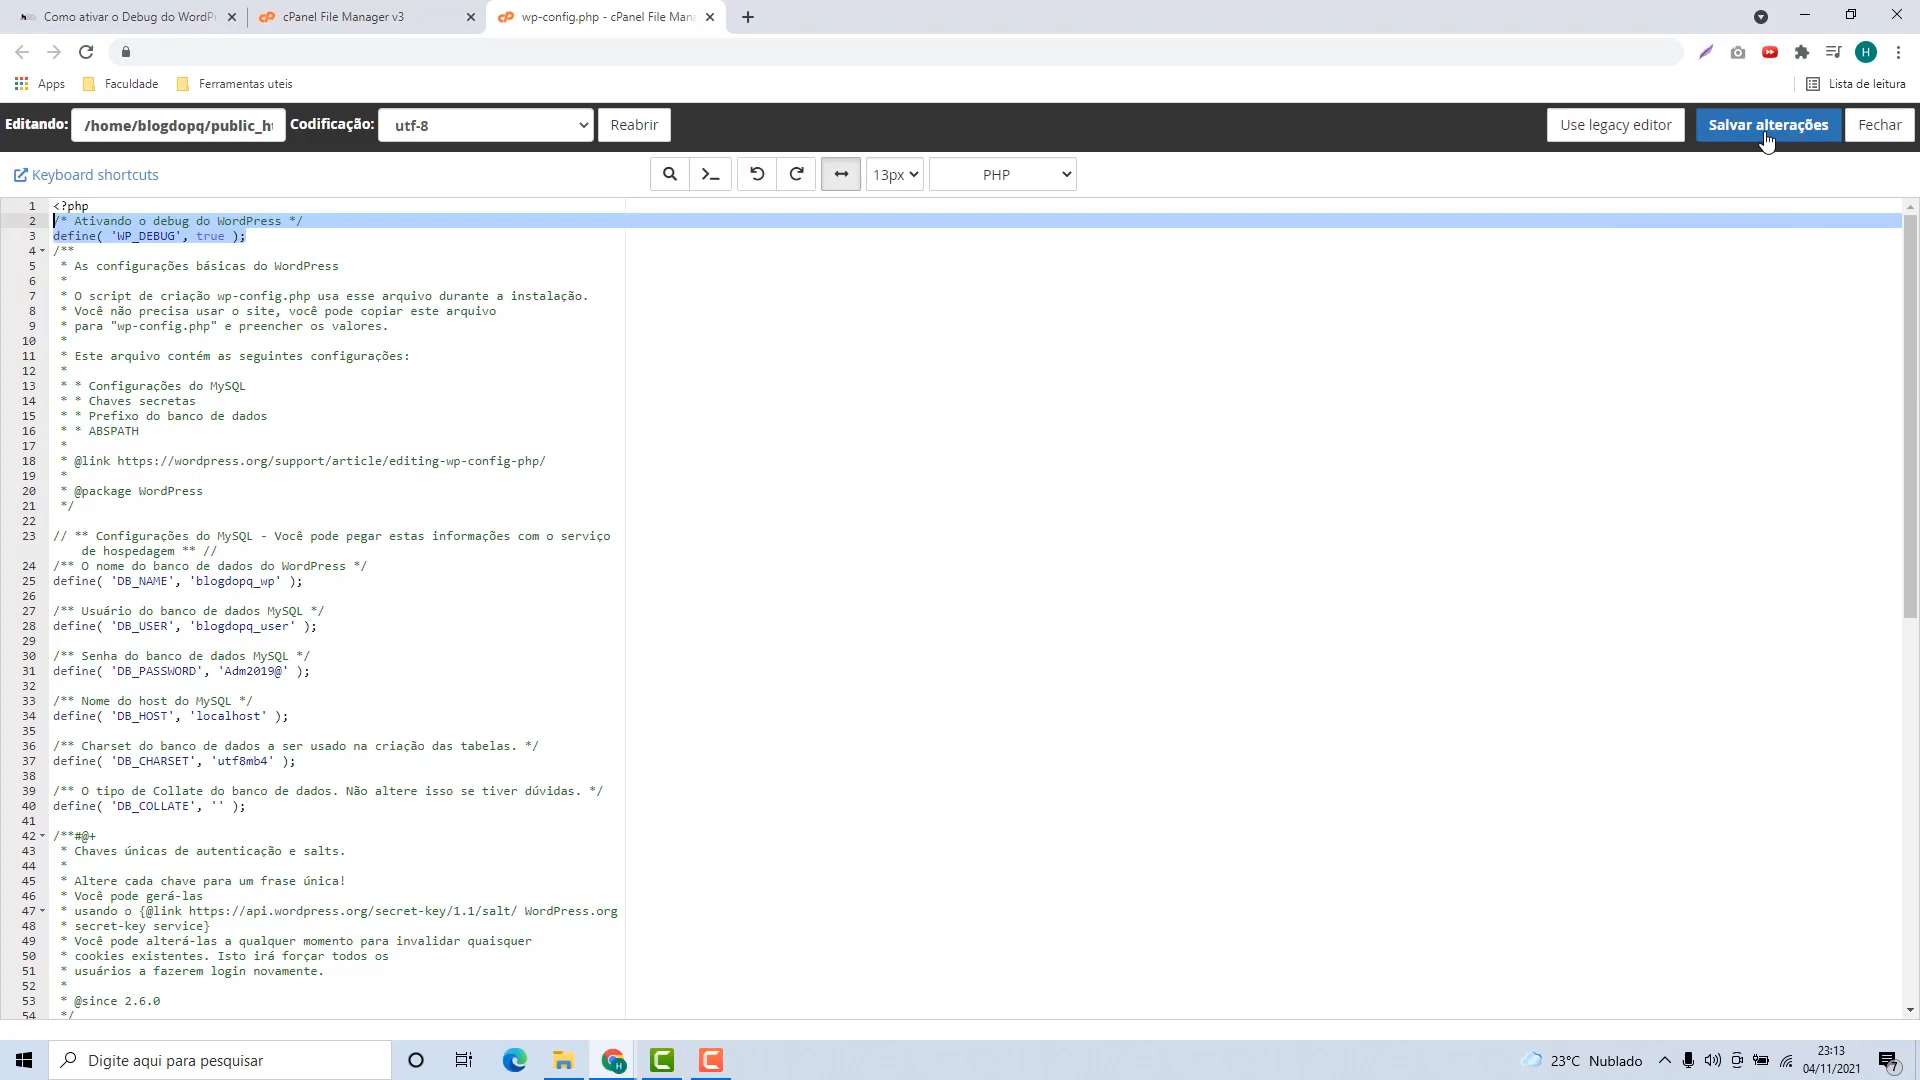 Como ativar o Debug do WordPr
cPanel File Manager v3
wp-config.php - cPanel File Man
H
Apps
Faculdade
Ferramentas uteis
Lista de leitura
Editando:
/home/blogdopq/public_h
Codificação:
utf-8
Reabrir
Use legacy editor
Salvar alterações
Fechar
Keyboard shortcuts
13px
PHP
1 <?php
2 /* Ativando o debug do WordPress */
3 define( 'WP_DEBUG', true );
4 /**
5 * As configurações básicas do WordPress
6 *
7 * O script de criação wp-config.php usa esse arquivo durante a instalação.
8 * Você não precisa usar o site, você pode copiar este arquivo
9 * para "wp-config.php" e preencher os valores.
10 *
11 * Este arquivo contém as seguintes configurações:
12 *
13 * * Configurações do MySQL
14 * * Chaves secretas
15 * * Prefixo do banco de dados
16 * * ABSPATH
17 *
18 * @link https://wordpress.org/support/article/editing-wp-config-php/
19 *
20 * @package WordPress
21 */
22
23 // ** Configurações do MySQL - Você pode pegar estas informações com o serviço
de hospedagem ** //
24 /** O nome do banco de dados do WordPress */
25 define( 'DB_NAME', 'blogdopq_wp' );
26
27 /** Usuário do banco de dados MySQL */
28 define( 'DB_USER', 'blogdopq_user' );
29
30 /** Senha do banco de dados MySQL */
31 define( 'DB_PASSWORD', 'Adm2019@' );
32
33 /** Nome do host do MySQL */
34 define( 'DB_HOST', 'localhost' );
35
36 /** Charset do banco de dados a ser usado na criação das tabelas. */
37 define( 'DB_CHARSET', 'utf8mb4' );
38
39 /** O tipo de Collate do banco de dados. Não altere isso se tiver dúvidas. */
40 define( 'DB_COLLATE', '' );
41
42 /**#@+
43 * Chaves únicas de autenticação e salts.
44 *
45 * Altere cada chave para um frase única!
46 * Você pode gerá-las
47 * usando o {@link https://api.wordpress.org/secret-key/1.1/salt/ WordPress.org
48 * secret-key service}
49 * Você pode alterá-las a qualquer momento para invalidar quaisquer
50 * cookies existentes. Isto irá forçar todos os
51 * usuários a fazerem login novamente.
52 *
53 * @since 2.6.0
54 */
Digite aqui para pesquisar
23°C Nublado
23:13
04/11/2021
7